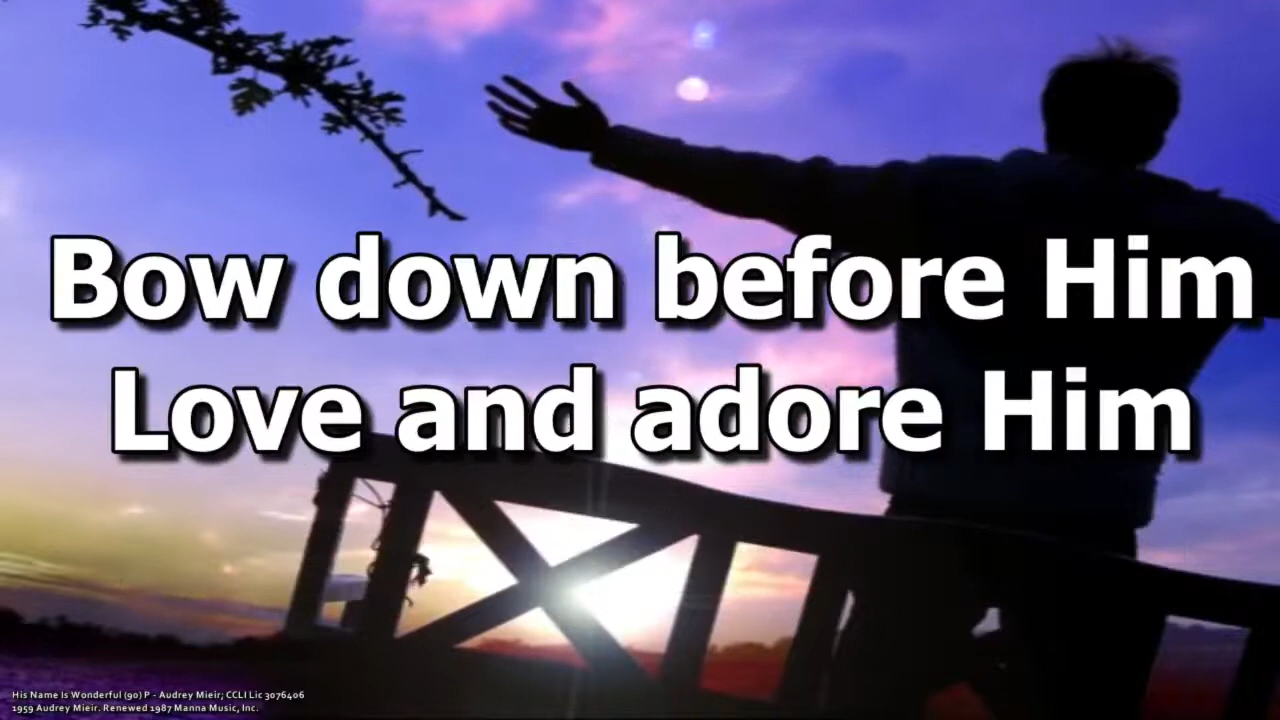 Bow down before Him
Love and adore Him
His Name Is Wonderful (90) P - Audrey Mieir; CCLI Lic 3076406
1959 Audrey Mieir. Renewed 1987 Manna Music, Inc.